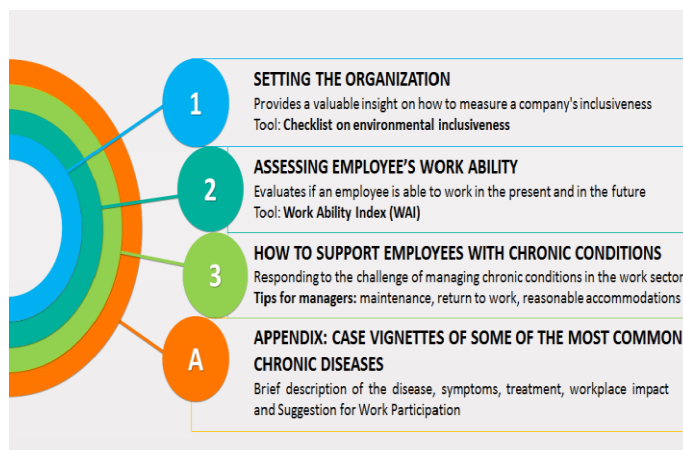 1
SETTING THE ORGANIZATION
Provides a valuable insight on how to measure a company's inclusiveness
Tool: Checklist on environmental inclusiveness
2
ASSESSING EMPLOYEE'S WORK ABILITY
Evaluates if an employee is able to work in the present and in the future
Tool: Work Ability Index (WAI)
3
HOW TO SUPPORT EMPLOYEES WITH CHRONIC CONDITIONS
Responding to the challenge of managing chronic conditions in the work sector
Tips for managers: maintenance, return to work, reasonable accommodations
A
APPENDIX: CASE VIGNETTES OF SOME OF THE MOST COMMON
CHRONIC DISEASES
Brief description of the disease, symptoms, treatment, workplace impact
and Suggestion for Work Participation